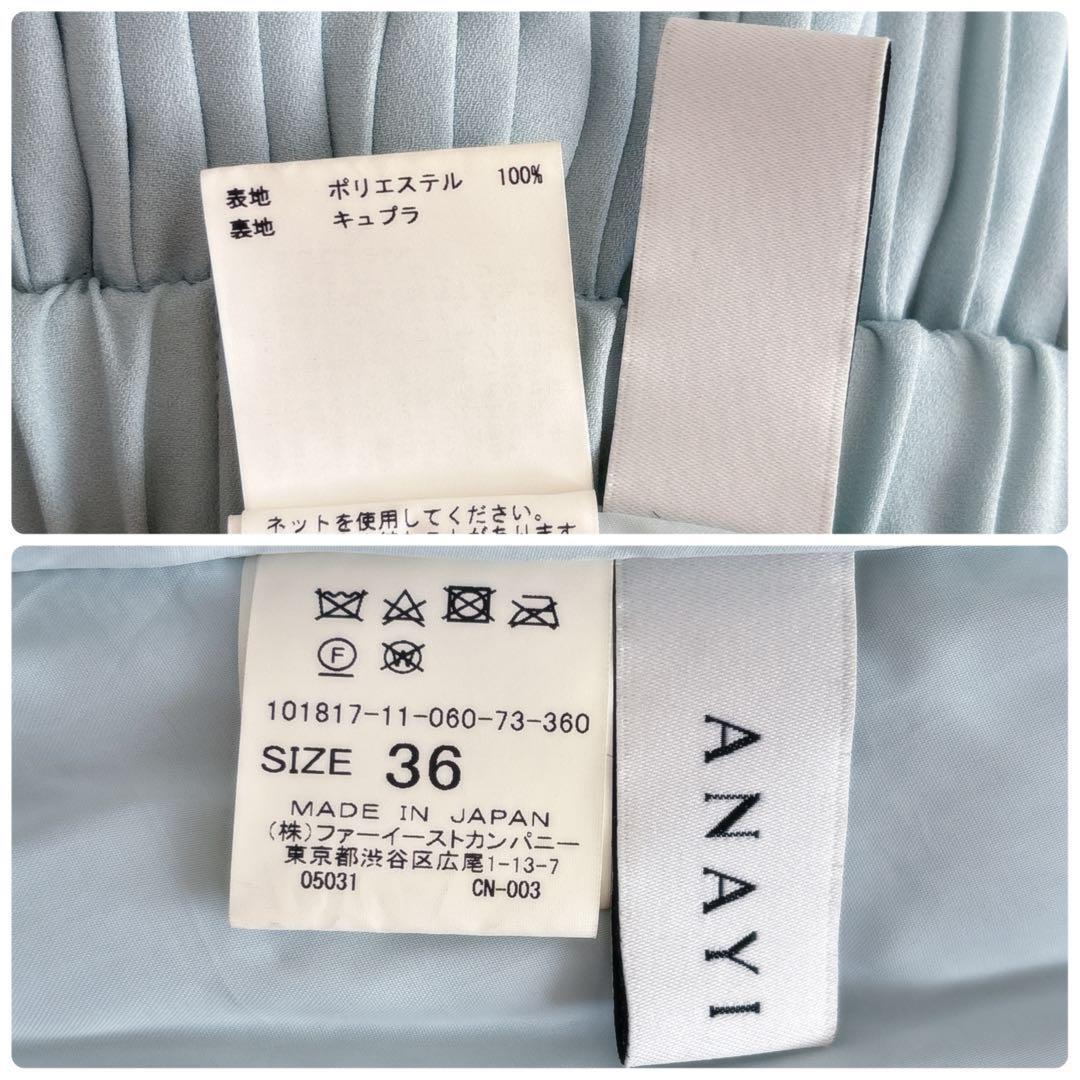 表地 ポリエステル 100%
裏地 キュプラ
ネットを使用してください。
F
W
101817-11-060-73-360
SIZE 36
MADE IN JAPAN
(株)ファーイーストカンパニー
東京都渋谷区広尾1-13-7
05031 CN-003
ANAYI